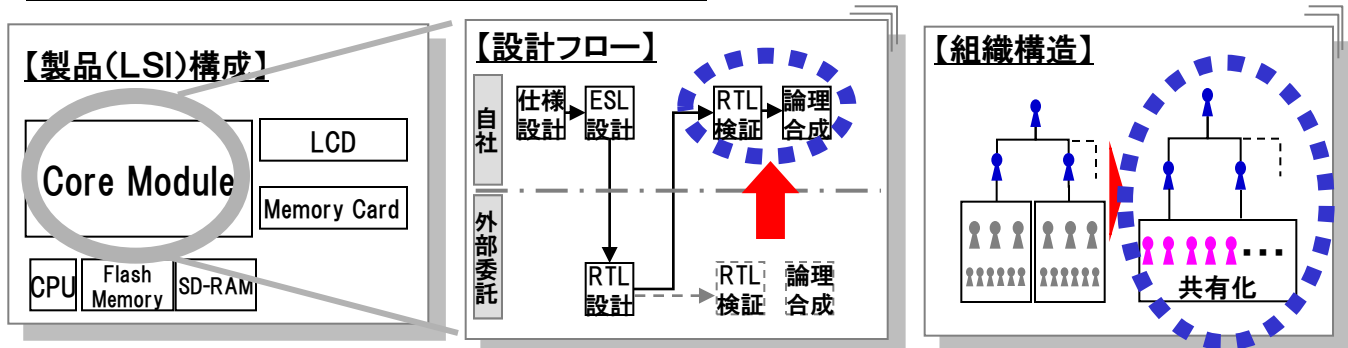 【製品(LSI)構成】
Core Module
LCD
Memory Card
CPU
Flash
Memory
SD-RAM
【設計フロー】
自社
仕様
設計
ESL
設計
RTL
検証
論理
合成
外部委託
RTL
設計
RTL
検証
論理
合成
【組織構造】
・・・
共有化